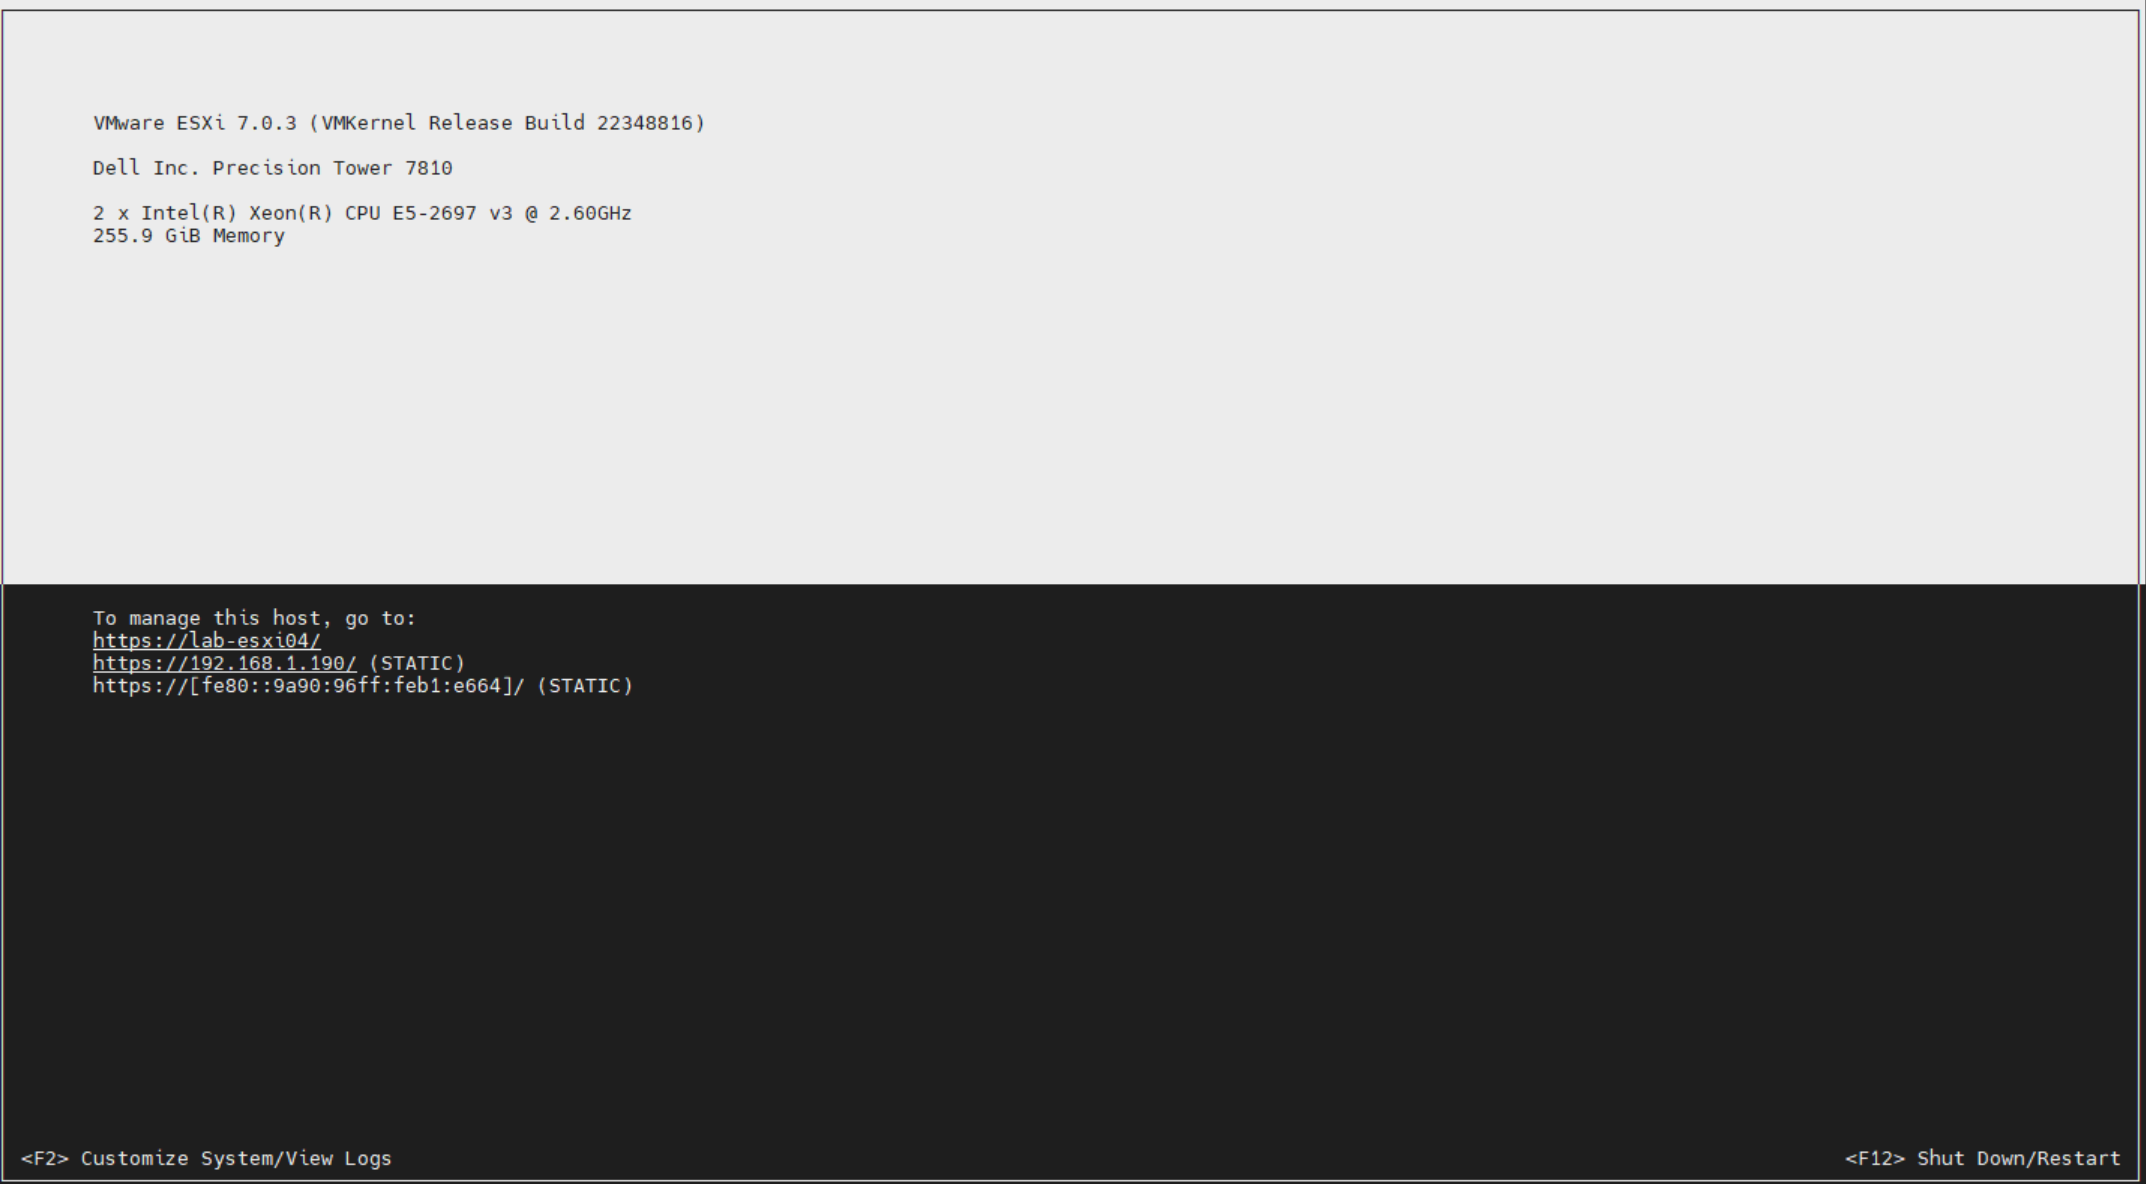 VMware ESXi 7.0.3 (VMKernel Release Build 22348816)
Dell Inc. Precision Tower 7810
2 x Intel(R) Xeon(R) CPU E5-2697 v3 @ 2.60GHz
255.9 GiB Memory
To manage this host, go to:
https://lab-esxi04/
https://192.168.1.190/ (STATIC)
https://[fe80::9a90:96ff:feb1:e664]/ (STATIC)
<F2> Customize System/View Logs
<F12> Shut Down/Restart